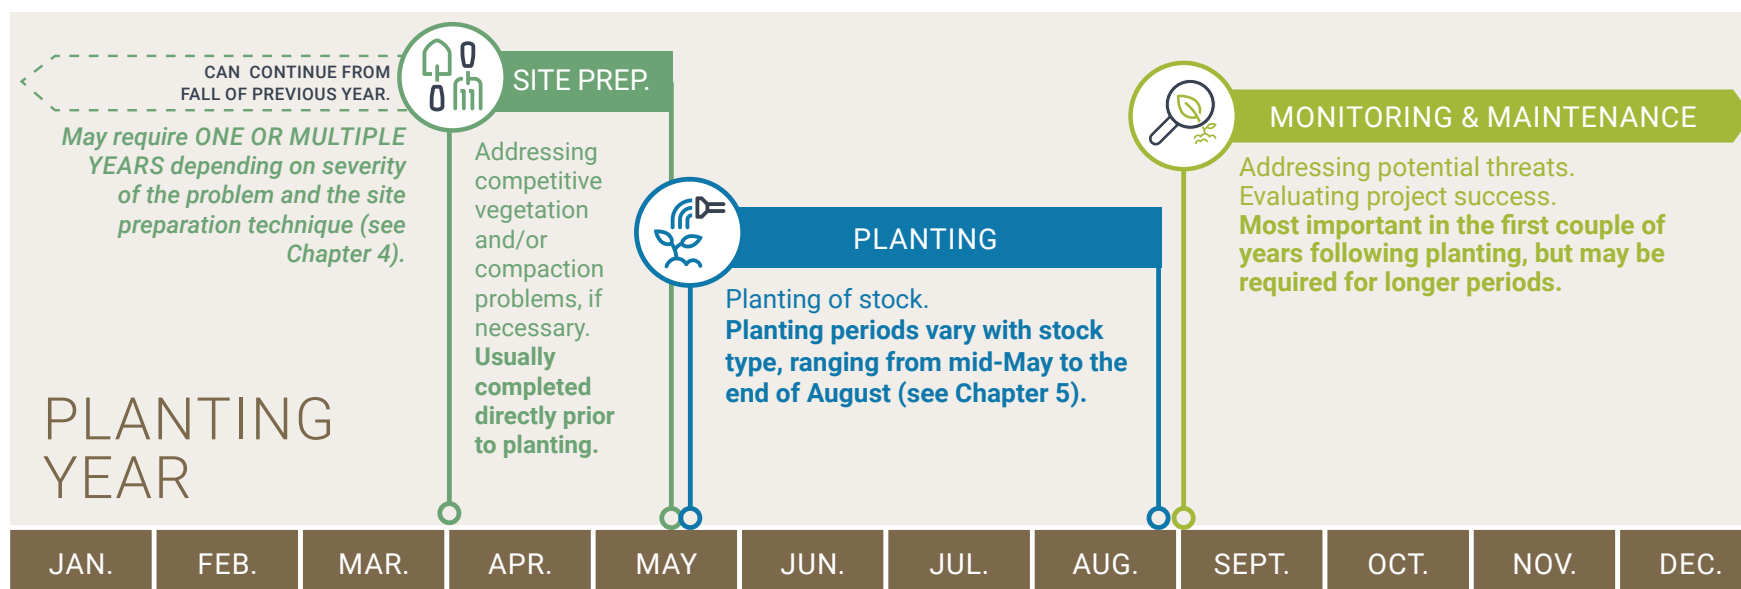 CAN CONTINUE FROM
FALL OF PREVIOUS YEAR.
May require ONE OR MULTIPLE
YEARS depending on severity
of the problem and the site
preparation technique (see
Chapter 4).
SITE PREP.
Addressing
competitive
vegetation
and/or
compaction
problems, if
necessary.
Usually
completed
directly prior
to planting.
PLANTING
Planting of stock.
Planting periods vary with stock
type, ranging from mid-May to the
end of August (see Chapter 5).
MONITORING & MAINTENANCE
Addressing potential threats.
Evaluating project success.
Most important in the first couple of
years following planting, but may be
required for longer periods.
PLANTING
YEAR
JAN. FEB. MAR. APR. MAY JUN. JUL. AUG. SEPT. OCT. NOV. DEC.